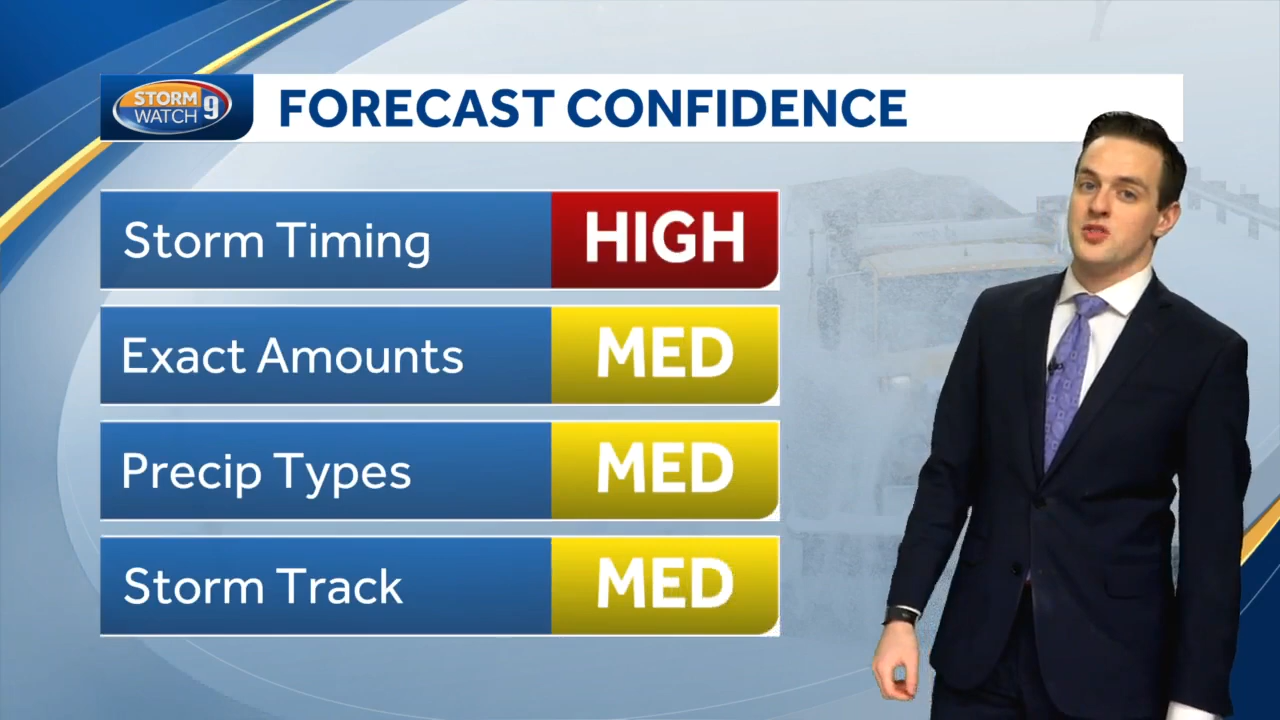 STORM
WATCH 9
FORECAST CONFIDENCE
Storm Timing HIGH
Exact Amounts MED
Precip Types MED
Storm Track MED